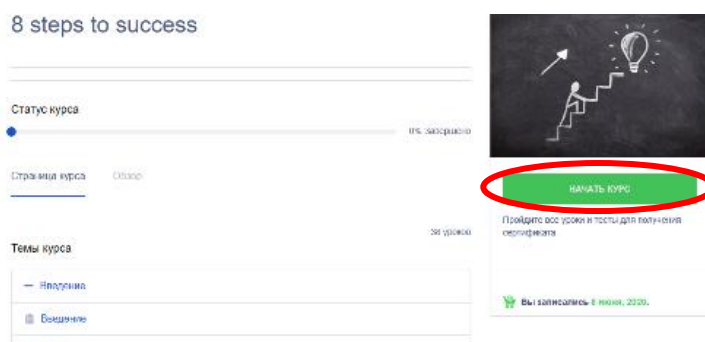 8 steps to success
Статус курса
0% завершено
Страница курса
Обзор
уроков
Темы курса
— Введение
Введение
НАЧАТЬ КУРС
Пройдите все уроки и тесты для получения
сертификата
Вы записались 8 июня, 2020.